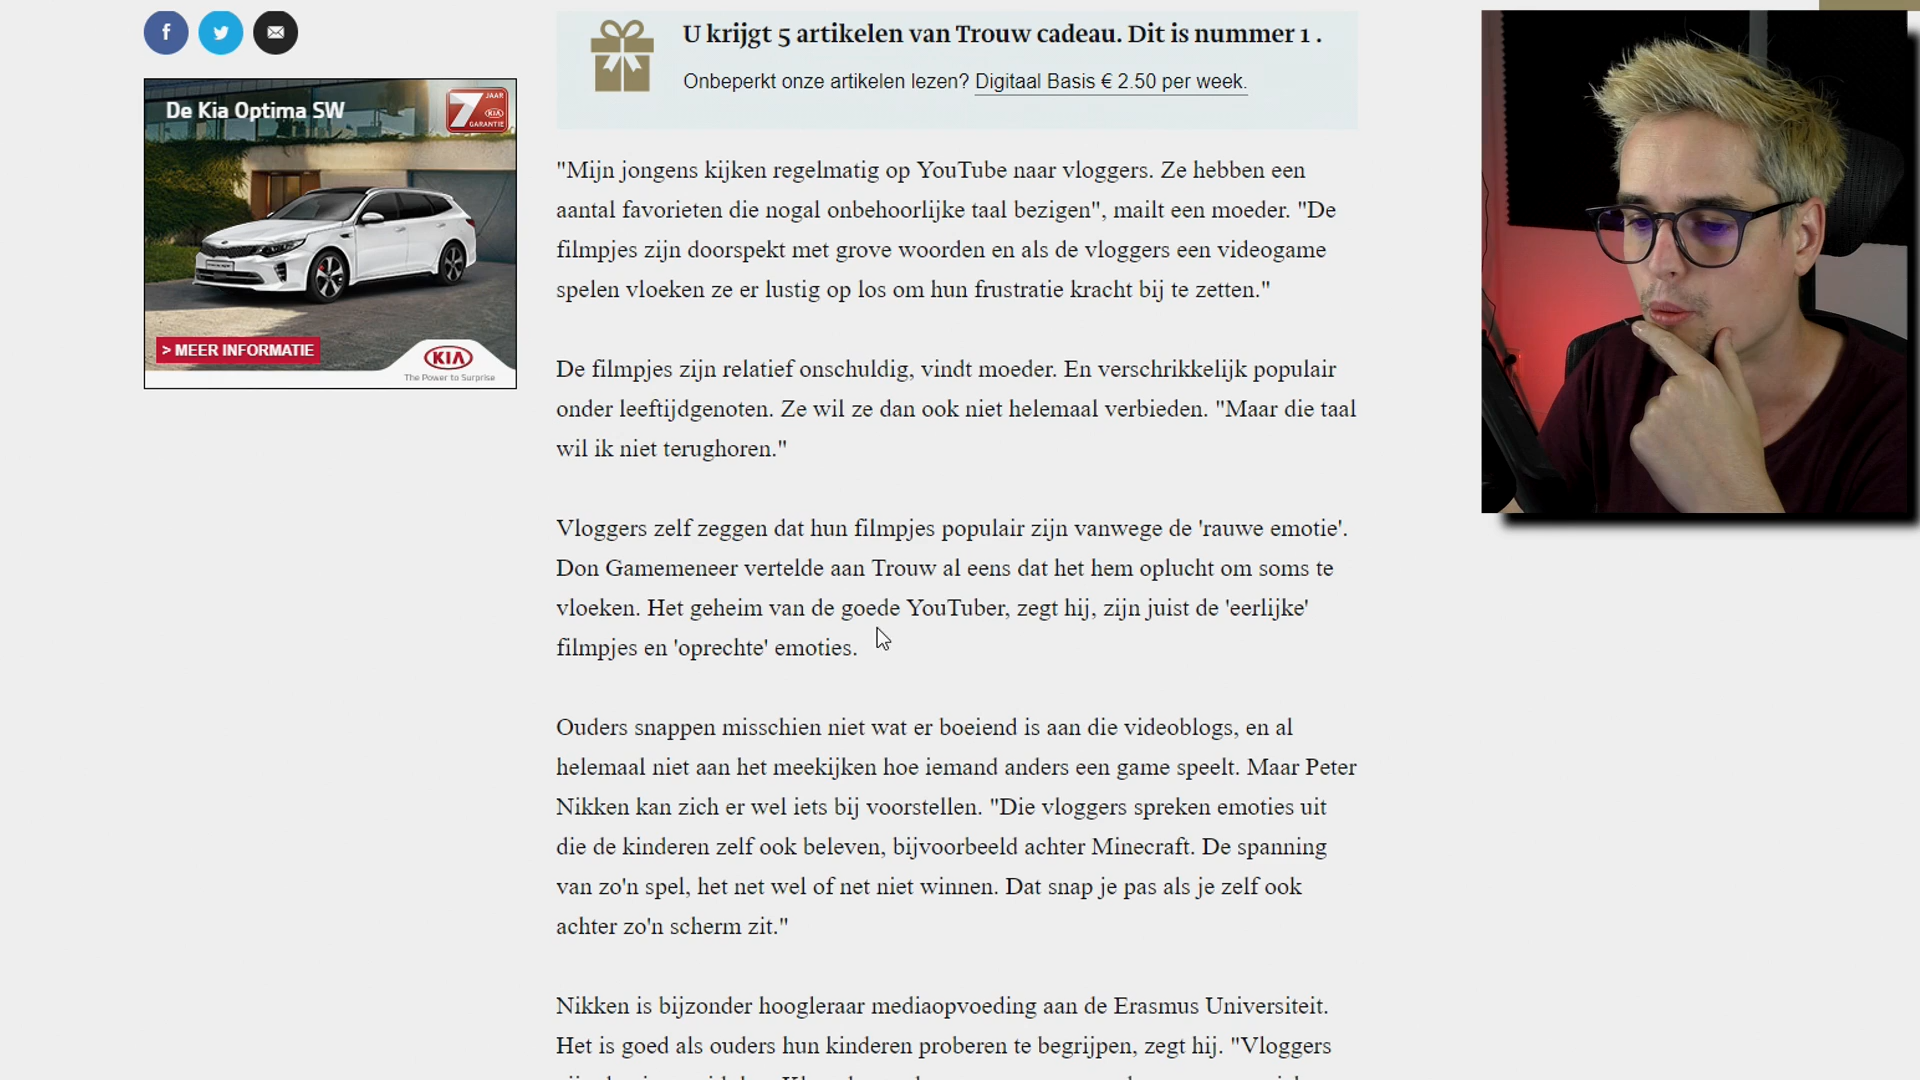 f
U krijgt 5 artikelen van Trouw cadeau. Dit is nummer 1 .
Onbeperkt onze artikelen lezen? Digitaal Basis € 2.50 per week.
De Kia Optima SW
7 JAAR
KIA
GARANTIE
> MEER INFORMATIE
KIA
The Power to Surprise
"Mijn jongens kijken regelmatig op YouTube naar vloggers. Ze hebben een
aantal favorieten die nogal onbehoorlijke taal bezigen", mailt een moeder. "De
filmpjes zijn doorspekt met grove woorden en als de vloggers een videogame
spelen vloeken ze er lustig op los om hun frustratie kracht bij te zetten."
De filmpjes zijn relatief onschuldig, vindt moeder. En verschrikkelijk populair
onder leeftijdgenoten. Ze wil ze dan ook niet helemaal verbieden. "Maar die taal
wil ik niet terughoren."
Vloggers zelf zeggen dat hun filmpjes populair zijn vanwege de 'rauwe emotie'.
Don Gamemeneer vertelde aan Trouw al eens dat het hem oplucht om soms te
vloeken. Het geheim van de goede YouTuber, zegt hij, zijn juist de 'eerlijke'
filmpjes en 'oprechte' emoties.
Ouders snappen misschien niet wat er boeiend is aan die videoblogs, en al
helemaal niet aan het meekijken hoe iemand anders een game speelt. Maar Peter
Nikken kan zich er wel iets bij voorstellen. "Die vloggers spreken emoties uit
die de kinderen zelf ook beleven, bijvoorbeeld achter Minecraft. De spanning
van zo'n spel, het net wel of net niet winnen. Dat snap je pas als je zelf ook
achter zo'n scherm zit."
Nikken is bijzonder hoogleraar mediaopvoeding aan de Erasmus Universiteit.
Het is goed als ouders hun kinderen proberen te begrijpen, zegt hij. "Vloggers